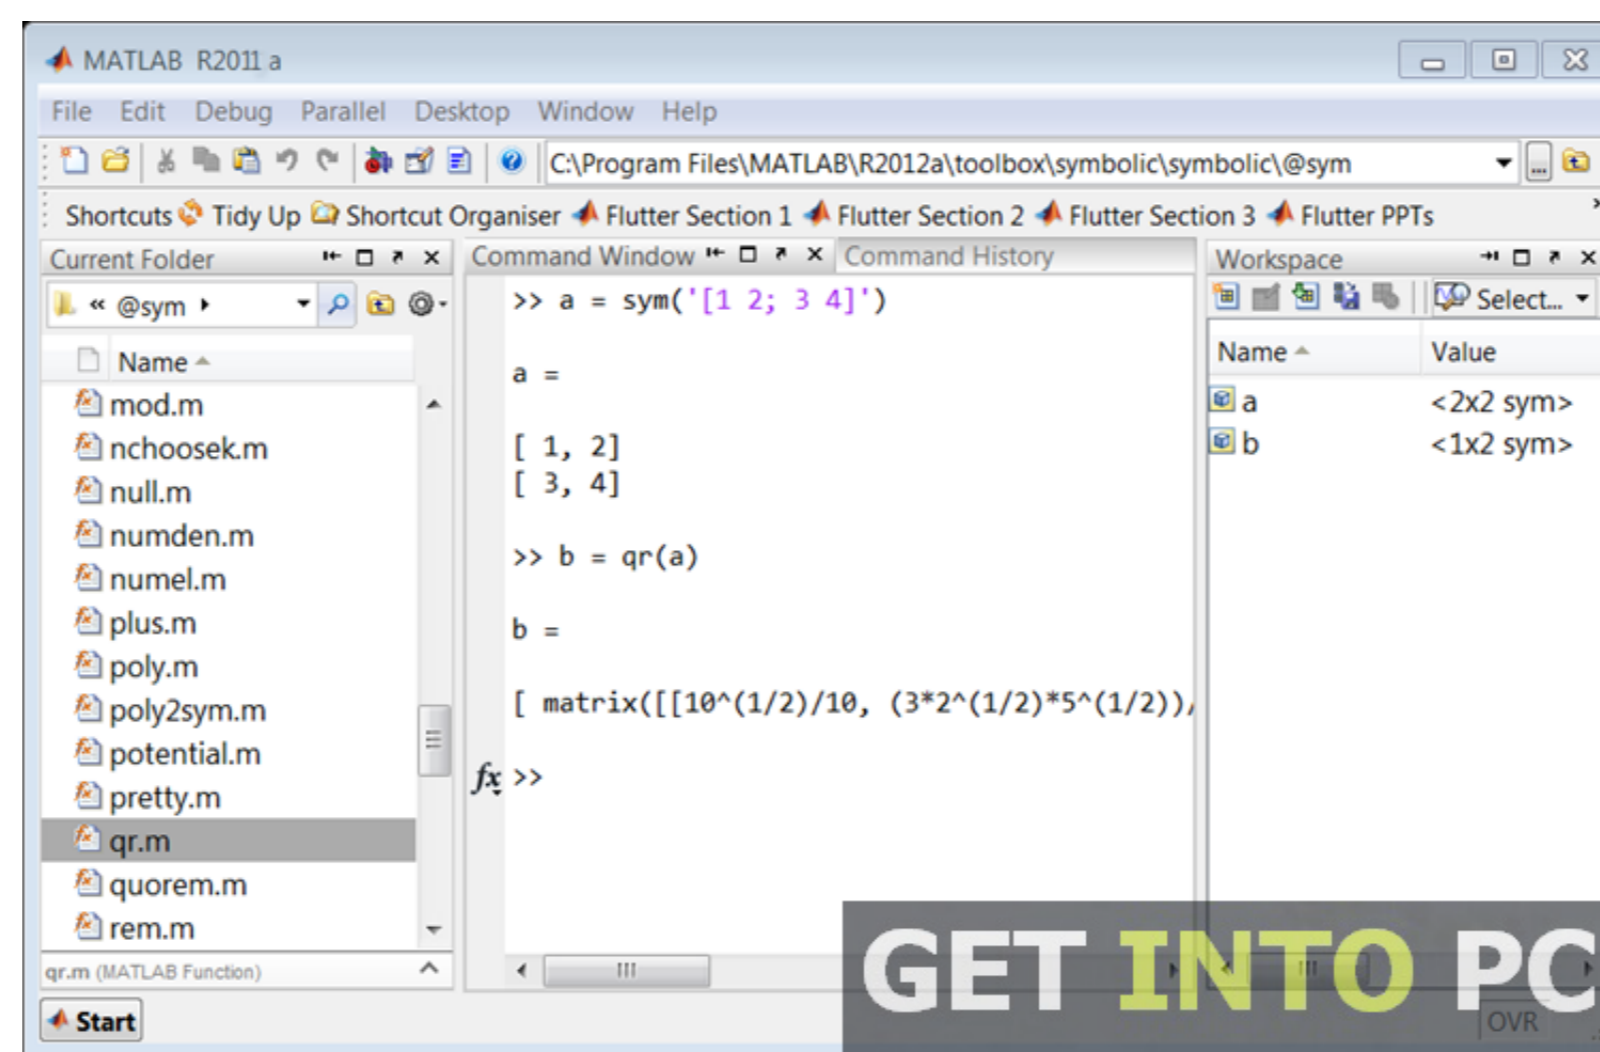 MATLAB R2011 a
File Edit Debug Parallel Desktop Window Help
C:\Program Files\MATLAB\R2012a\toolbox\symbolic\symbolic\@sym
...
Shortcuts Tidy Up Shortcut Organiser Flutter Section 1 Flutter Section 2 Flutter Section 3 Flutter PPTs
Current Folder
« @sym
Name
mod.m
nchoosek.m
null.m
numden.m
numel.m
plus.m
poly.m
poly2sym.m
potential.m
pretty.m
qr.m
quorem.m
rem.m
qr.m (MATLAB Function)
Start
Command Window Command History
>> a = sym('[1 2; 3 4]')
a =
[ 1, 2]
[ 3, 4]
>> b = qr(a)
b =
[ matrix([[10^(1/2)/10, (3*2^(1/2)*5^(1/2))/
fx >>
Workspace
Select...
Name Value
a <2x2 sym>
b <1x2 sym>
GET INTO PC
OVR